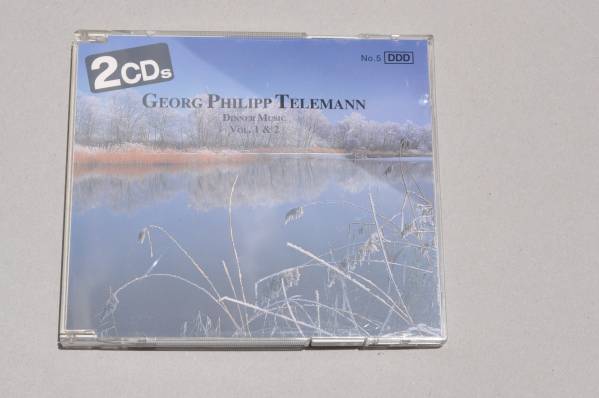 2CDs
No.5 DDD
GEORG PHILIPP TELEMANN
DINNER MUSIC
VOL. 1 & 2